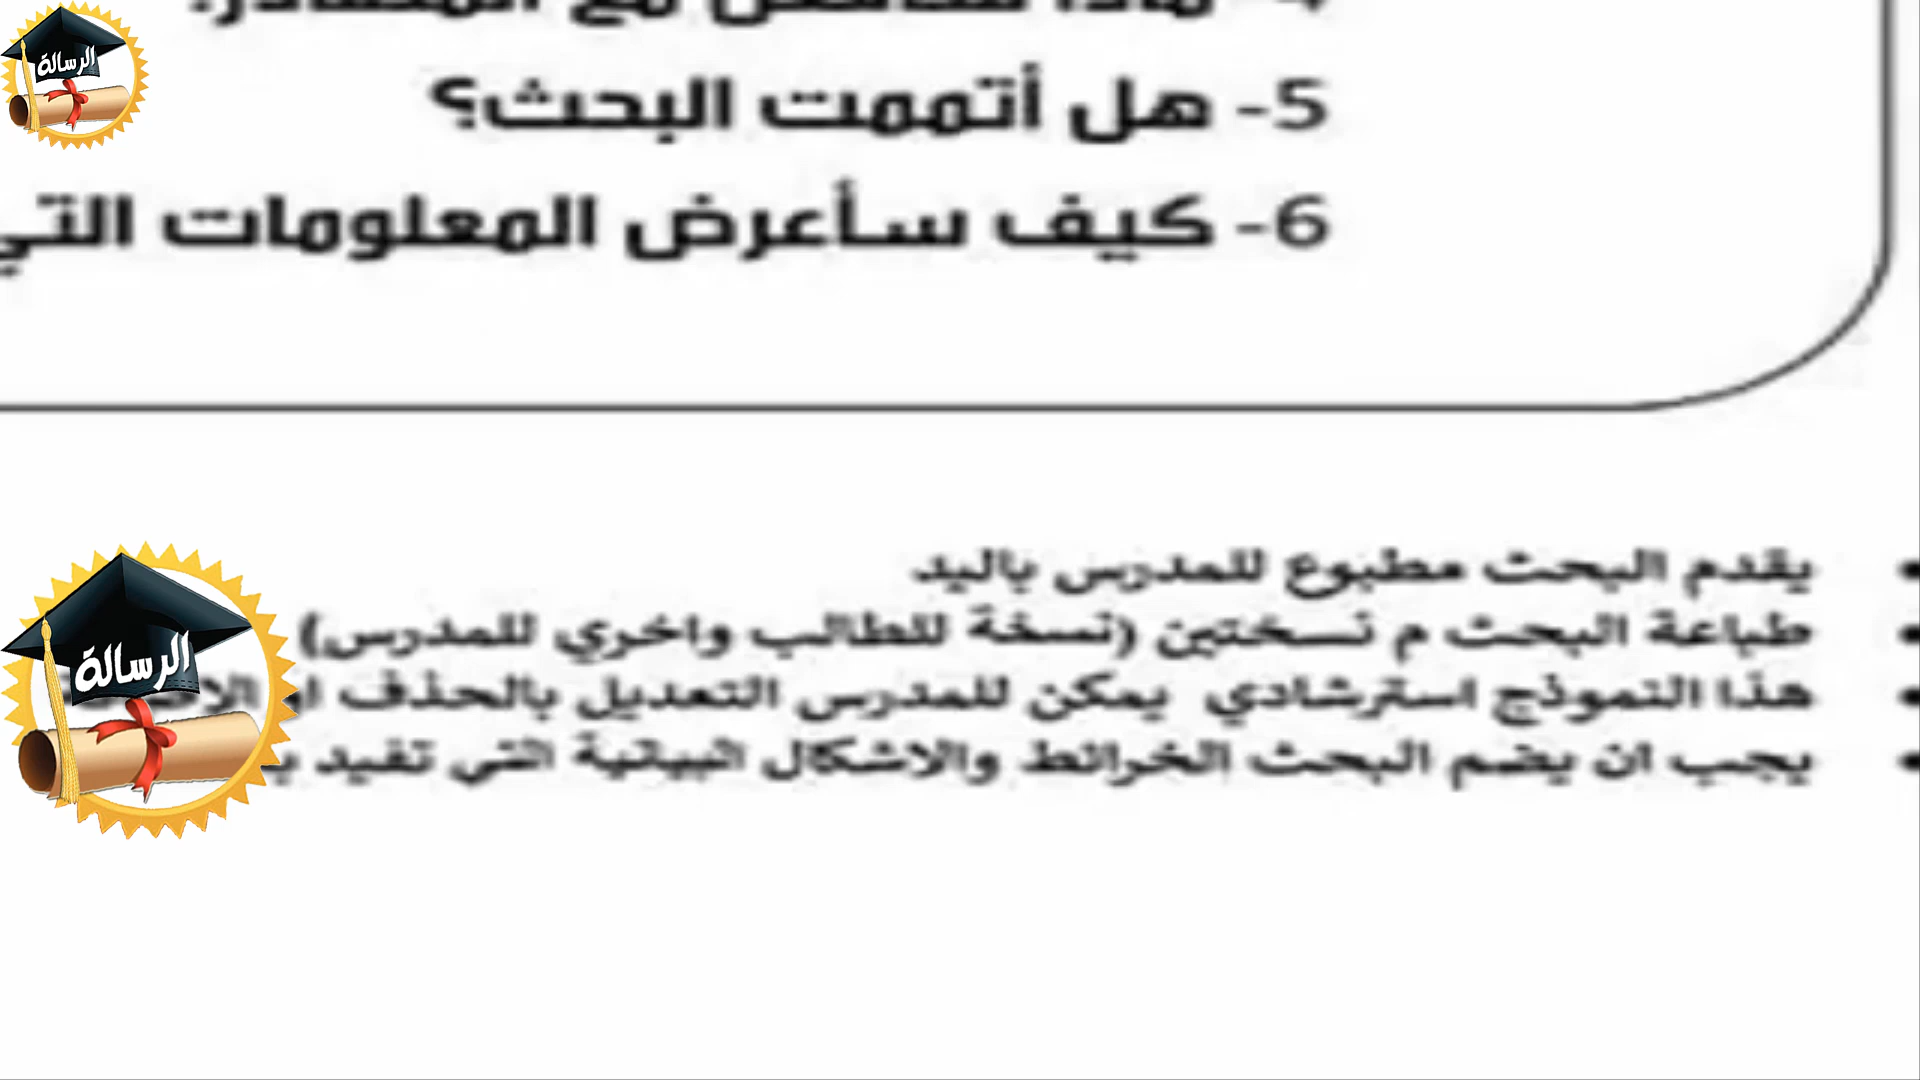 الرسالة
5- هل أتممت البحث؟
6- كيف سأعرض المعلومات التي
يقدم البحث مطبوع للمدرس باليد
طباعة البحث م نسختين (نسخة للطالب واخري للمدرس)
هذا النموذج استرشادي يمكن للمدرس التعديل بالحذف او
يجب ان يضم البحث الخرائط والاشكال البيانية التي تفيد
الرسالة